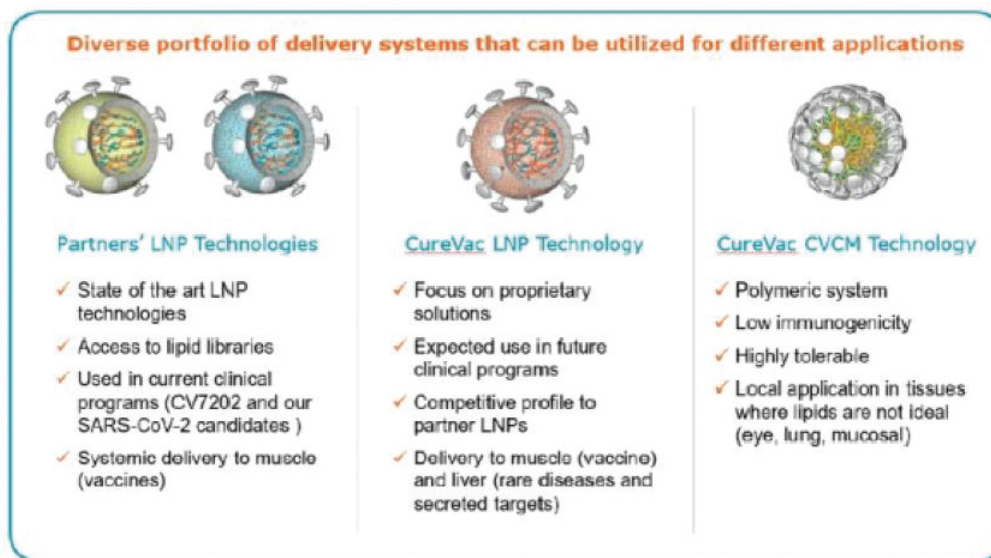 Diverse portfolio of delivery systems that can be utilized for different applications
Partners' LNP Technologies
✓ State of the art LNP
technologies
✓ Access to lipid libraries
✓ Used in current clinical
programs (CV7202 and our
SARS-CoV-2 candidates )
✓ Systemic delivery to muscle
(vaccines)
CureVac LNP Technology
✓ Focus on proprietary
solutions
✓ Expected use in future
clinical programs
✓ Competitive profile to
partner LNPs
✓ Delivery to muscle (vaccine)
and liver (rare diseases and
secreted targets)
CureVac CVCM Technology
✓ Polymeric system
✓ Low immunogenicity
✓ Highly tolerable
✓ Local application in tissues
where lipids are not ideal
(eye, lung, mucosal)